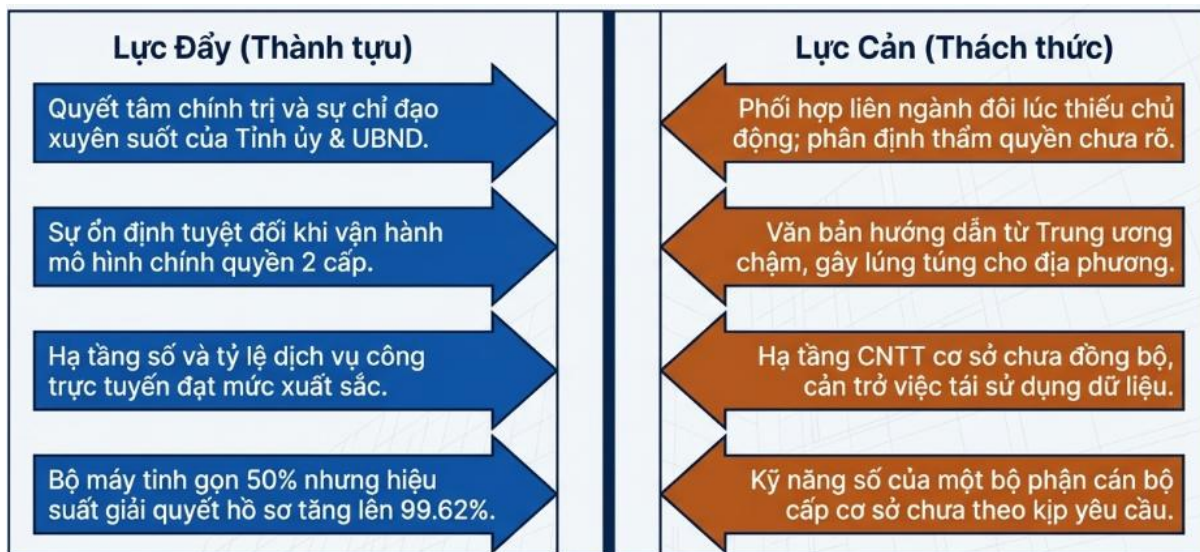 Lực Đẩy (Thành tựu)
Quyết tâm chính trị và sự chỉ đạo
xuyên suốt của Tỉnh ủy & UBND.
Sự ổn định tuyệt đối khi vận hành
mô hình chính quyền 2 cấp.
Hạ tầng số và tỷ lệ dịch vụ công
trực tuyến đạt mức xuất sắc.
Bộ máy tinh gọn 50% nhưng hiệu
suất giải quyết hồ sơ tăng lên 99.62%.
Lực Cản (Thách thức)
Phối hợp liên ngành đôi lúc thiếu chủ
động; phân định thẩm quyền chưa rõ.
Văn bản hướng dẫn từ Trung ương
chậm, gây lúng túng cho địa phương.
Hạ tầng CNTT cơ sở chưa đồng bộ,
cản trở việc tái sử dụng dữ liệu.
Kỹ năng số của một bộ phận cán bộ
cấp cơ sở chưa theo kịp yêu cầu.